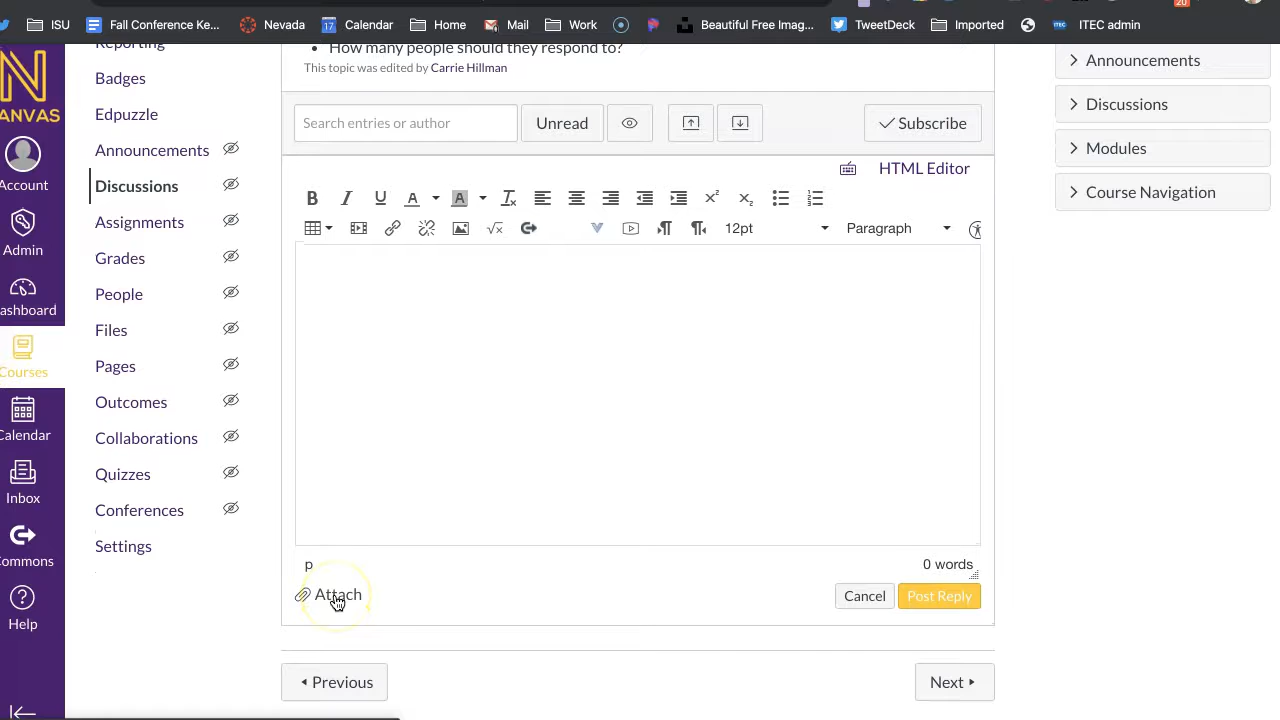 ISU Fall Conference Ke... Nevada Calendar Home Mail Work Beautiful Free Imag... TweetDeck Imported ITEC admin
20
17
ANVAS
Account
Admin
ashboard
Courses
Calendar
Inbox
ommons
Help
Reporting
Badges
Edpuzzle
Announcements
Discussions
Assignments
Grades
People
Files
Pages
Outcomes
Collaborations
Quizzes
Conferences
Settings
How many people should they respond to?
This topic was edited by Carrie Hillman
Search entries or author Unread Subscribe
HTML Editor
12pt Paragraph
p 0 words
Attach Cancel Post Reply
Previous Next
Announcements
Discussions
Modules
Course Navigation